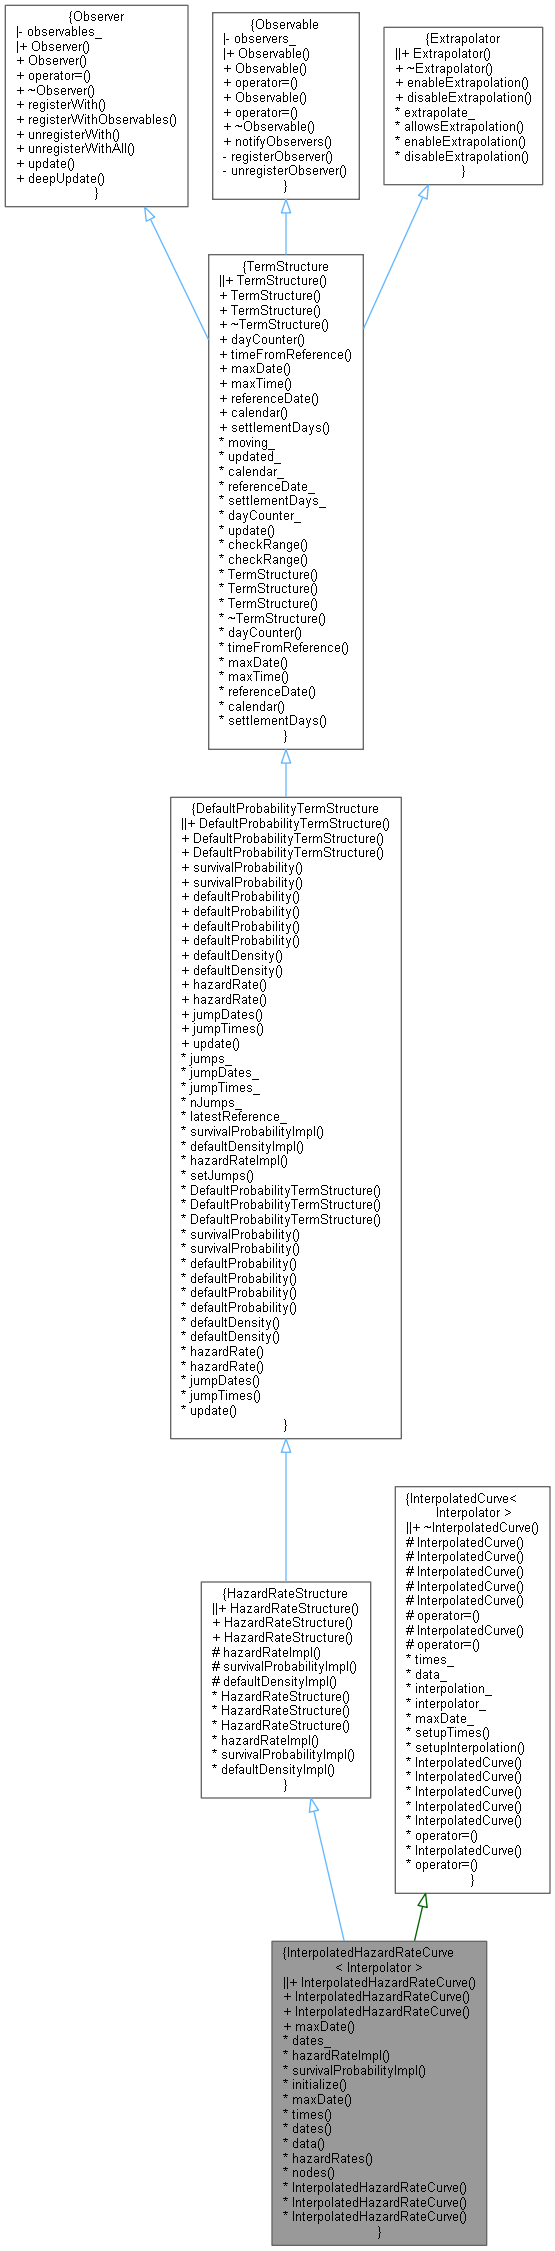 {Observer
|- observables_
|+ Observer()
+ Observer()
+ operator=()
+ ~Observer()
+ registerWith()
+ registerWithObservables()
+ unregisterWith()
+ unregisterWithAll()
+ update()
+ deepUpdate()
}
{Observable
|- observers_
|+ Observable()
+ Observable()
+ operator=()
+ Observable()
+ operator=()
+ ~Observable()
+ notifyObservers()
- registerObserver()
- unregisterObserver()
}
{Extrapolator
||+ Extrapolator()
+ ~Extrapolator()
+ enableExtrapolation()
+ disableExtrapolation()
* extrapolate_
* allowsExtrapolation()
* enableExtrapolation()
* disableExtrapolation()
}
{TermStructure
||+ TermStructure()
+ TermStructure()
+ TermStructure()
+ ~TermStructure()
+ dayCounter()
+ timeFromReference()
+ maxDate()
+ maxTime()
+ referenceDate()
+ calendar()
+ settlementDays()
* moving_
* updated_
* calendar_
* referenceDate_
* settlementDays_
* dayCounter_
* update()
* checkRange()
* checkRange()
* TermStructure()
* TermStructure()
* TermStructure()
* ~TermStructure()
* dayCounter()
* timeFromReference()
* maxDate()
* maxTime()
* referenceDate()
* calendar()
* settlementDays()
}
{DefaultProbabilityTermStructure
||+ DefaultProbabilityTermStructure()
+ DefaultProbabilityTermStructure()
+ DefaultProbabilityTermStructure()
+ survivalProbability()
+ survivalProbability()
+ defaultProbability()
+ defaultProbability()
+ defaultProbability()
+ defaultProbability()
+ defaultDensity()
+ defaultDensity()
+ hazardRate()
+ hazardRate()
+ jumpDates()
+ jumpTimes()
+ update()
* jumps_
* jumpDates_
* jumpTimes_
* nJumps_
* latestReference_
* survivalProbabilityImpl()
* defaultDensityImpl()
* hazardRateImpl()
* setJumps()
* DefaultProbabilityTermStructure()
* DefaultProbabilityTermStructure()
* DefaultProbabilityTermStructure()
* survivalProbability()
* survivalProbability()
* defaultProbability()
* defaultProbability()
* defaultProbability()
* defaultProbability()
* defaultDensity()
* defaultDensity()
* hazardRate()
* hazardRate()
* jumpDates()
* jumpTimes()
* update()
}
{HazardRateStructure
||+ HazardRateStructure()
+ HazardRateStructure()
+ HazardRateStructure()
# hazardRateImpl()
# survivalProbabilityImpl()
# defaultDensityImpl()
* HazardRateStructure()
* HazardRateStructure()
* HazardRateStructure()
* hazardRateImpl()
* survivalProbabilityImpl()
* defaultDensityImpl()
}
{InterpolatedCurve<
Interpolator >
||+ ~InterpolatedCurve()
# InterpolatedCurve()
# InterpolatedCurve()
# InterpolatedCurve()
# InterpolatedCurve()
# InterpolatedCurve()
# operator=()
# InterpolatedCurve()
# operator=()
* times_
* data_
* interpolation_
* interpolator_
* maxDate_
* setupTimes()
* setupInterpolation()
* InterpolatedCurve()
* InterpolatedCurve()
* InterpolatedCurve()
* InterpolatedCurve()
* InterpolatedCurve()
* operator=()
* InterpolatedCurve()
* operator=()
}
{InterpolatedHazardRateCurve
< Interpolator >
||+ InterpolatedHazardRateCurve()
+ InterpolatedHazardRateCurve()
+ InterpolatedHazardRateCurve()
+ maxDate()
* dates_
* hazardRateImpl()
* survivalProbabilityImpl()
* initialize()
* maxDate()
* times()
* dates()
* data()
* hazardRates()
* nodes()
* InterpolatedHazardRateCurve()
* InterpolatedHazardRateCurve()
* InterpolatedHazardRateCurve()
}